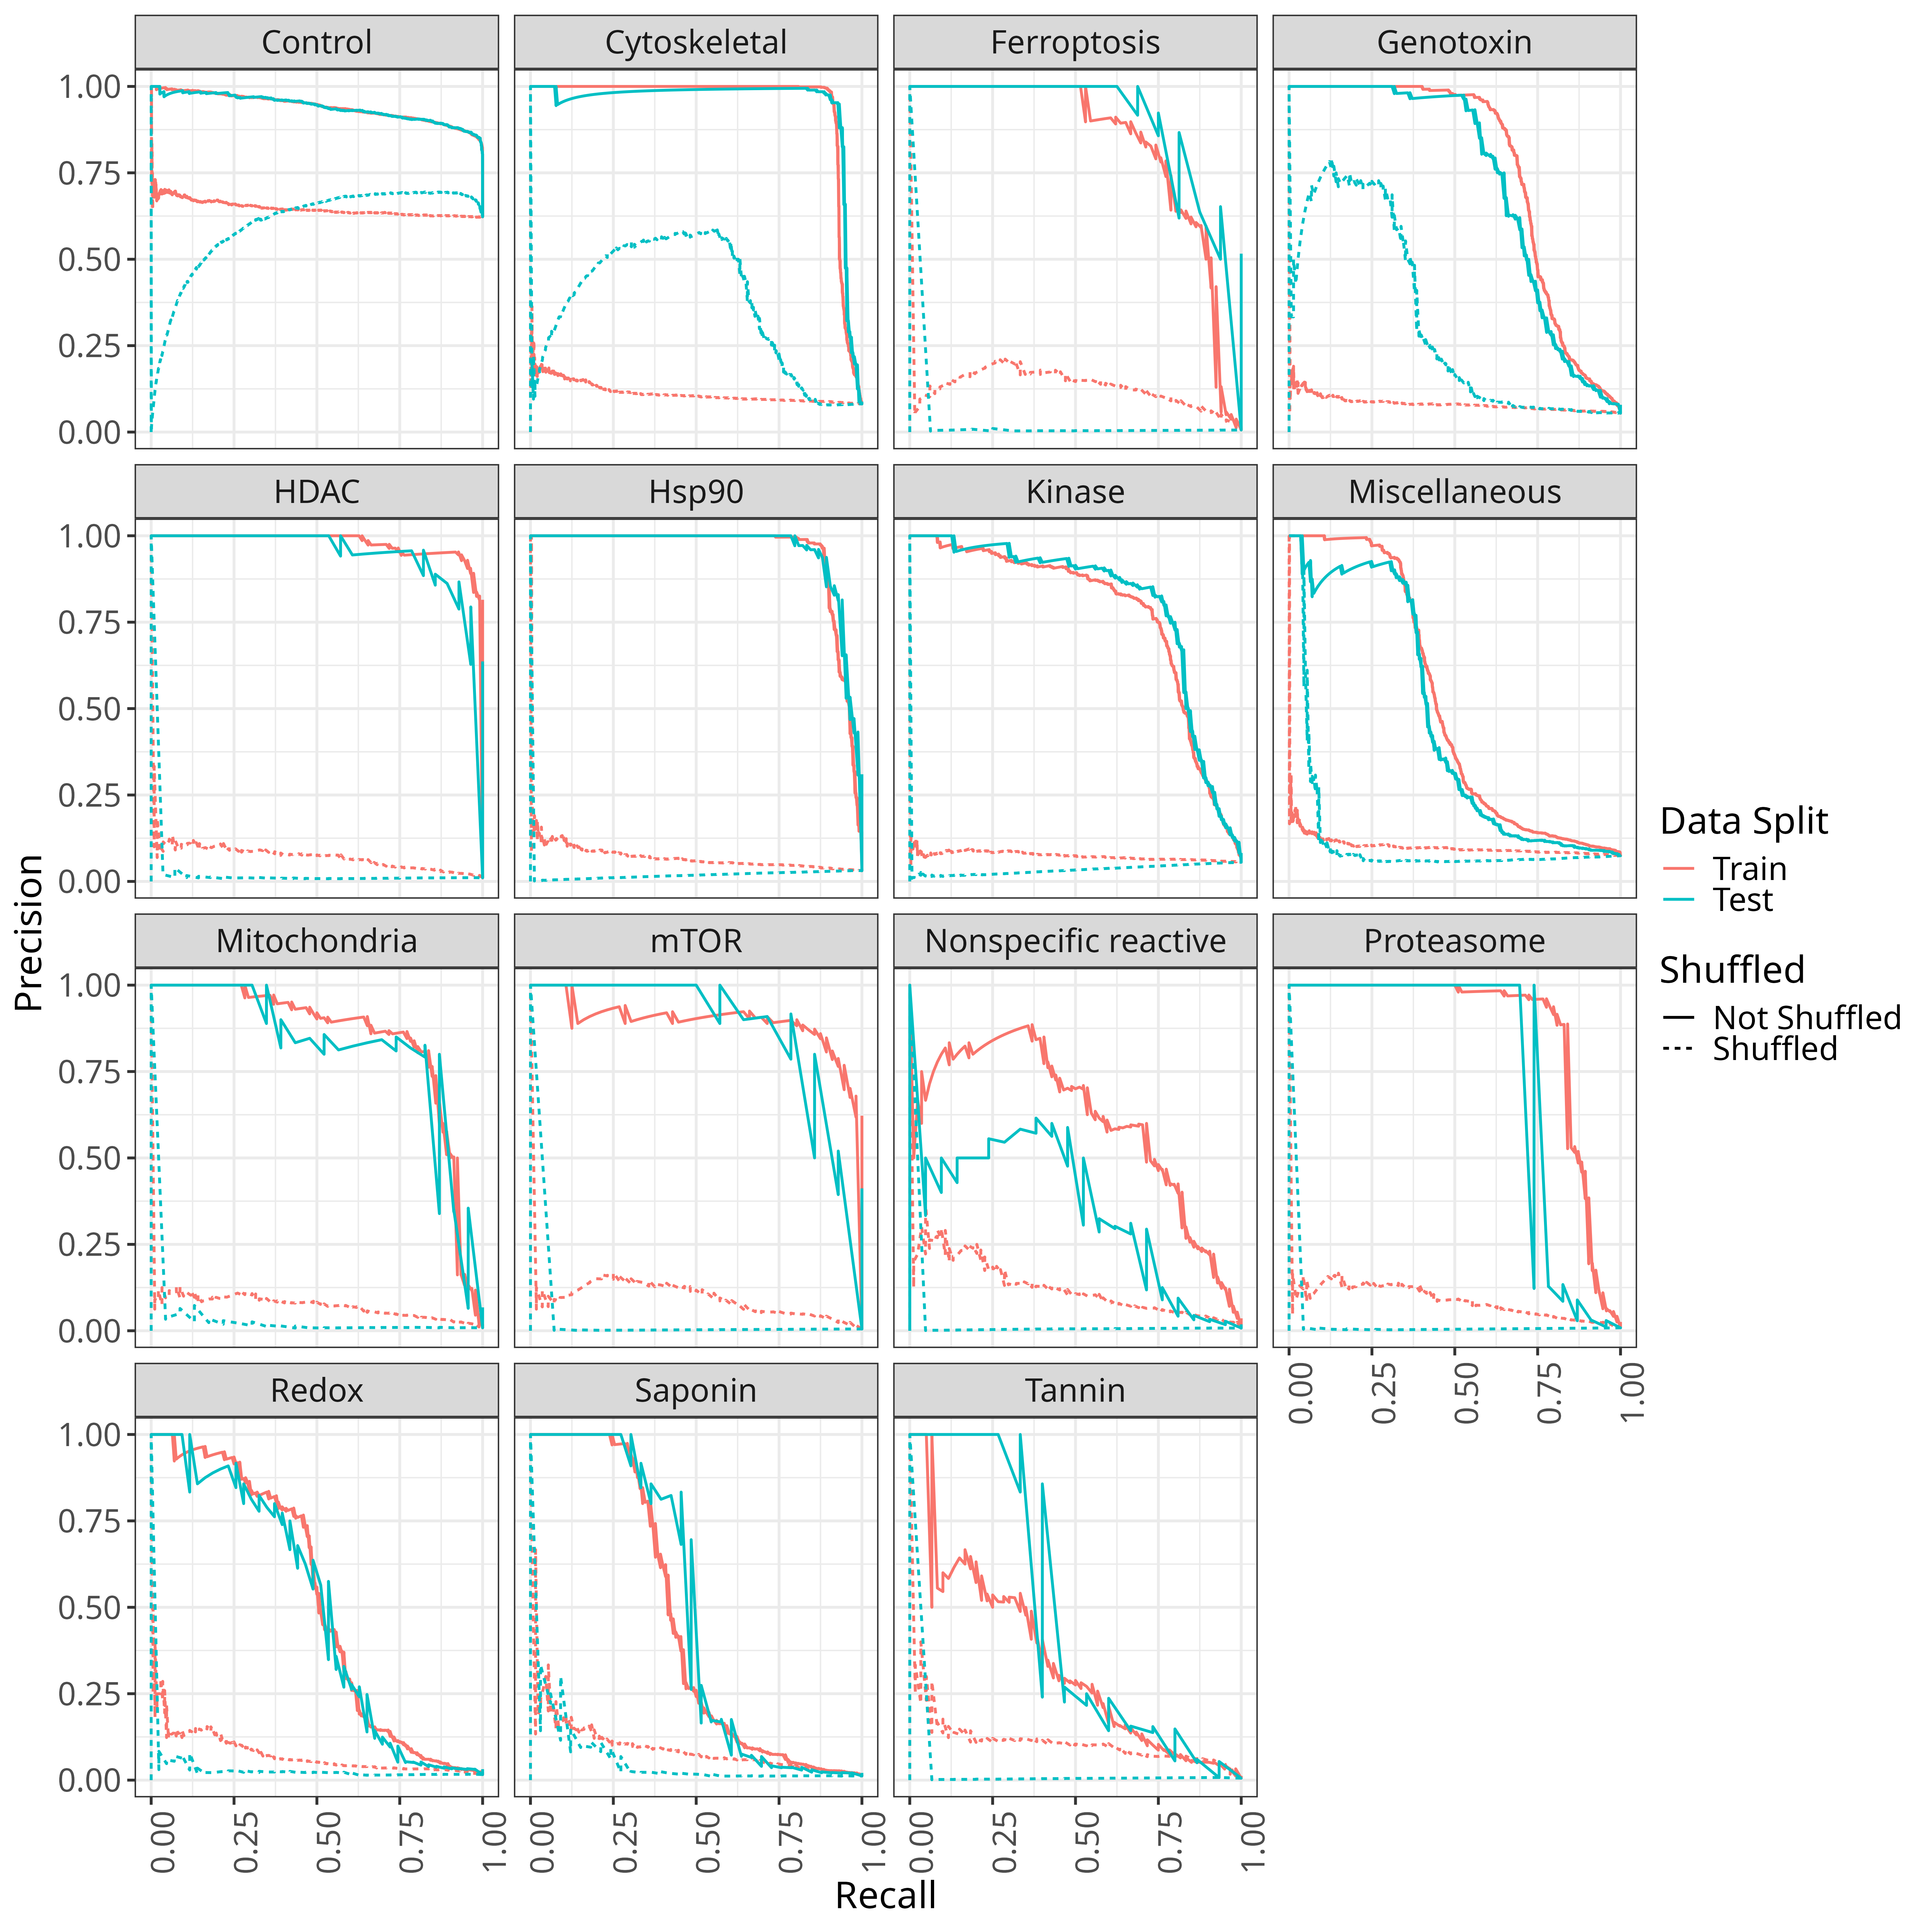 Control
Cytoskeletal
Ferroptosis
Genotoxin
1.00
0.75
0.50
0.25
0.00
HDAC
Hsp90
Kinase
Miscellaneous
1.00
0.75
0.50
0.25
0.00
Mitochondria
mTOR
Nonspecific reactive
Proteasome
1.00
0.75
0.50
0.25
0.00
0.00
0.25
0.50
0.75
1.00
Redox
Saponin
Tannin
1.00
0.75
0.50
0.25
0.00
0.00
0.25
0.50
0.75
1.00
0.00
0.25
0.50
0.75
1.00
0.00
0.25
0.50
0.75
1.00
Precision
Recall
Data Split
Train
Test
Shuffled
Not Shuffled
Shuffled